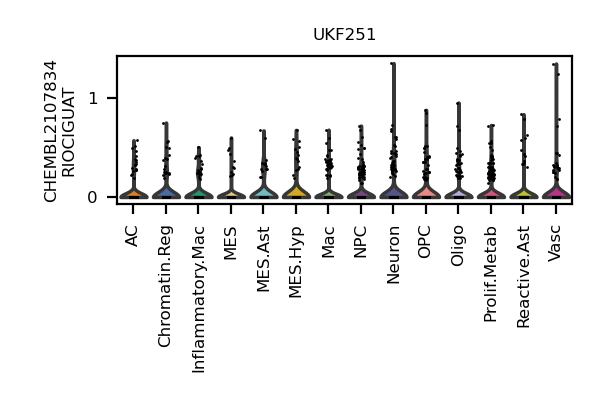 UKF251
CHEMBL2107834
RIOCIGUAT
1
0
AC
Chromatin.Reg
Inflammatory.Mac
MES
MES.Ast
MES.Hyp
Mac
NPC
Neuron
OPC
Oligo
Prolif.Metab
Reactive.Ast
Vasc